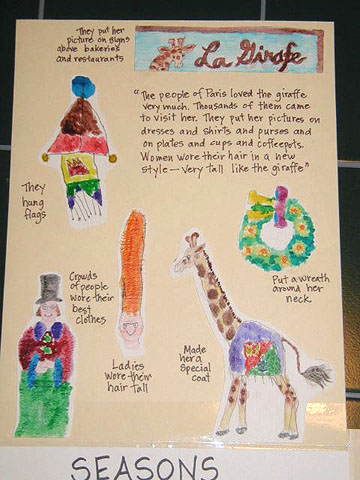 They put her
picture on signs
above bakeries
and restaurants
La Girafe
"The people of Paris loved the giraffe
very much. Thousands of them came
to visit her. They put her pictures on
dresses and shirts and purses and
on plates and cups and coffeepots.
Women wore their hair in a new
style—very tall like the giraffe"
They
hung
flags
Put a wreath
around her
neck
Crowds
of people
wore their
best
clothes
Ladies
wore their
hair tall
Made
her a
special
coat
SEASONS